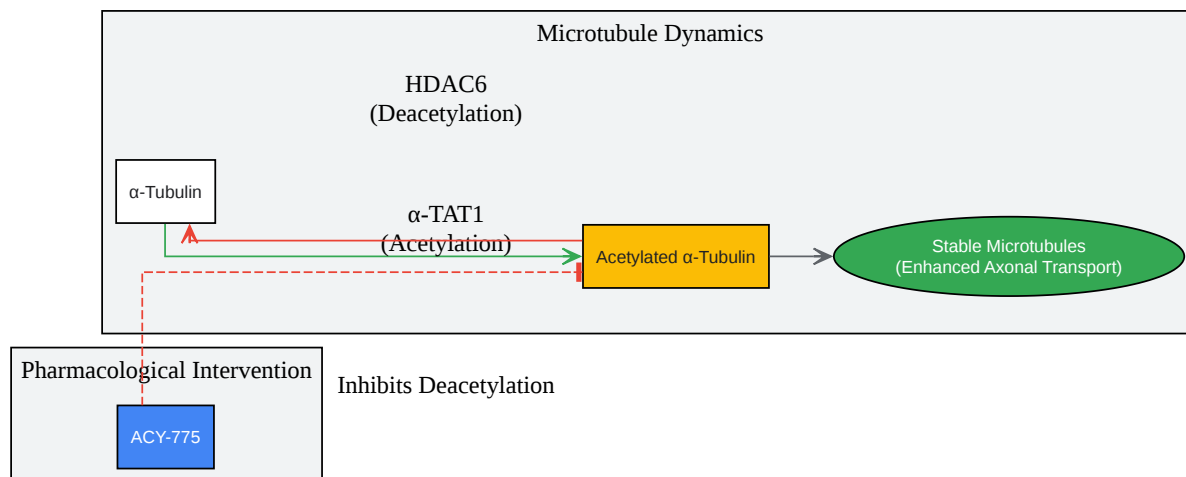 Microtubule Dynamics
HDAC6
(Deacetylation)
α-Tubulin
α-TAT1
(Acetylation)
Acetylated α-Tubulin
Stable Microtubules
(Enhanced Axonal Transport)
Pharmacological Intervention
Inhibits Deacetylation
ACY-775